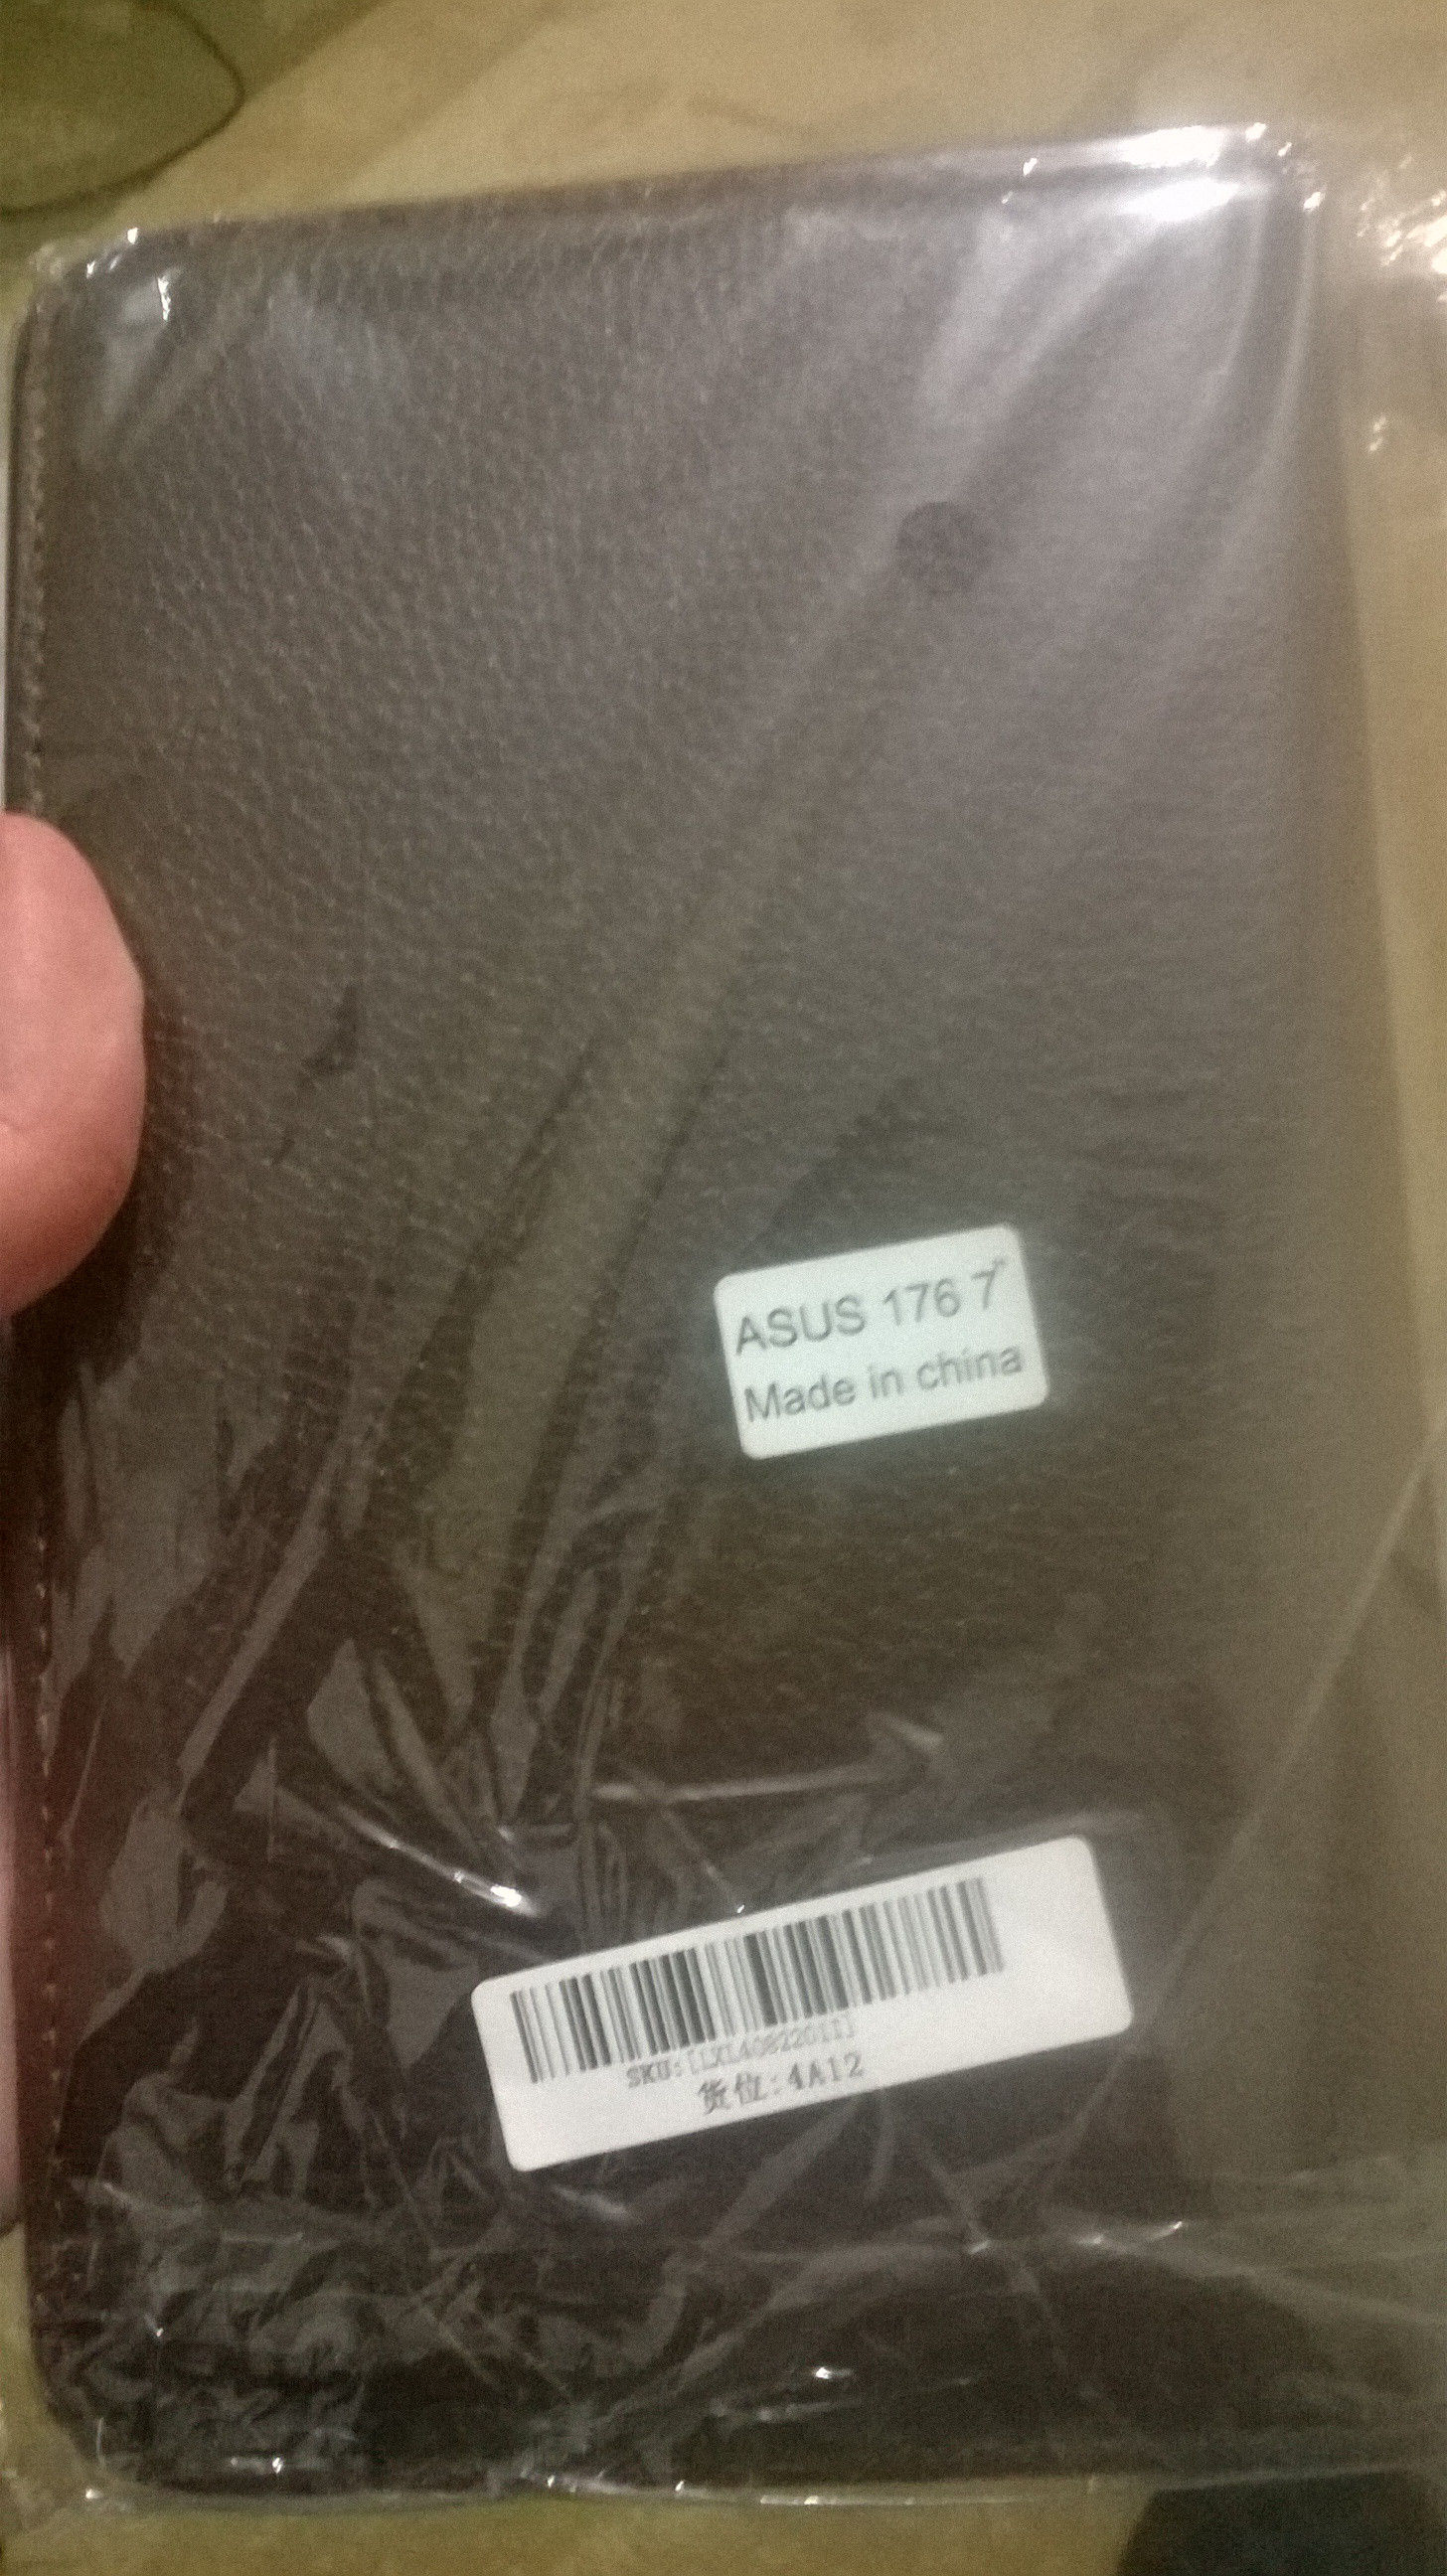 ASUS 176 7"
Made in china
SKU:[LXL40822011]
货位:4A12